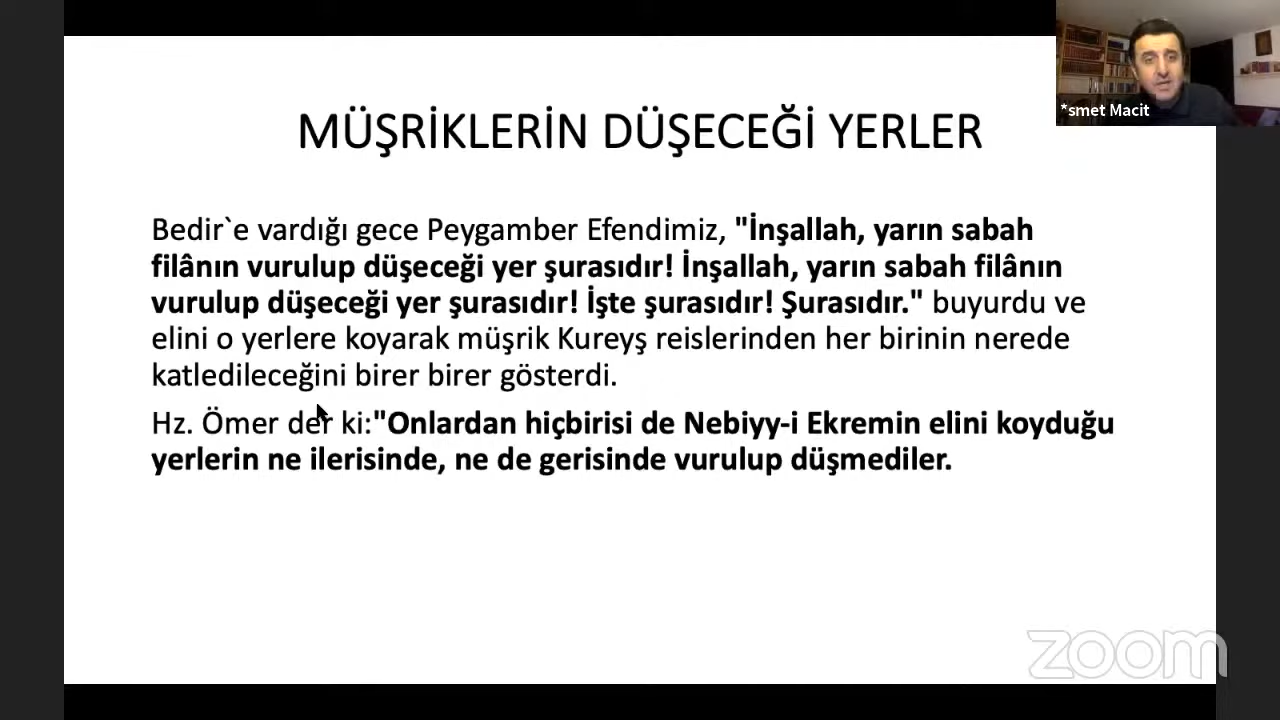 *smet Macit
MÜŞRİKLERİN DÜŞECEĞİ YERLER
Bedir`e vardığı gece Peygamber Efendimiz, "İnşallah, yarın sabah
filânın vurulup düşeceği yer şurasıdır! İnşallah, yarın sabah filânın
vurulup düşeceği yer şurasıdır! İşte şurasıdır! Şurasıdır." buyurdu ve
elini o yerlere koyarak müşrik Kureyş reislerinden her birinin nerede
katledileceğini birer birer gösterdi.
Hz. Ömer der ki:"Onlardan hiçbirisi de Nebiyy-i Ekremin elini koyduğu
yerlerin ne ilerisinde, ne de gerisinde vurulup düşmediler.
zoom